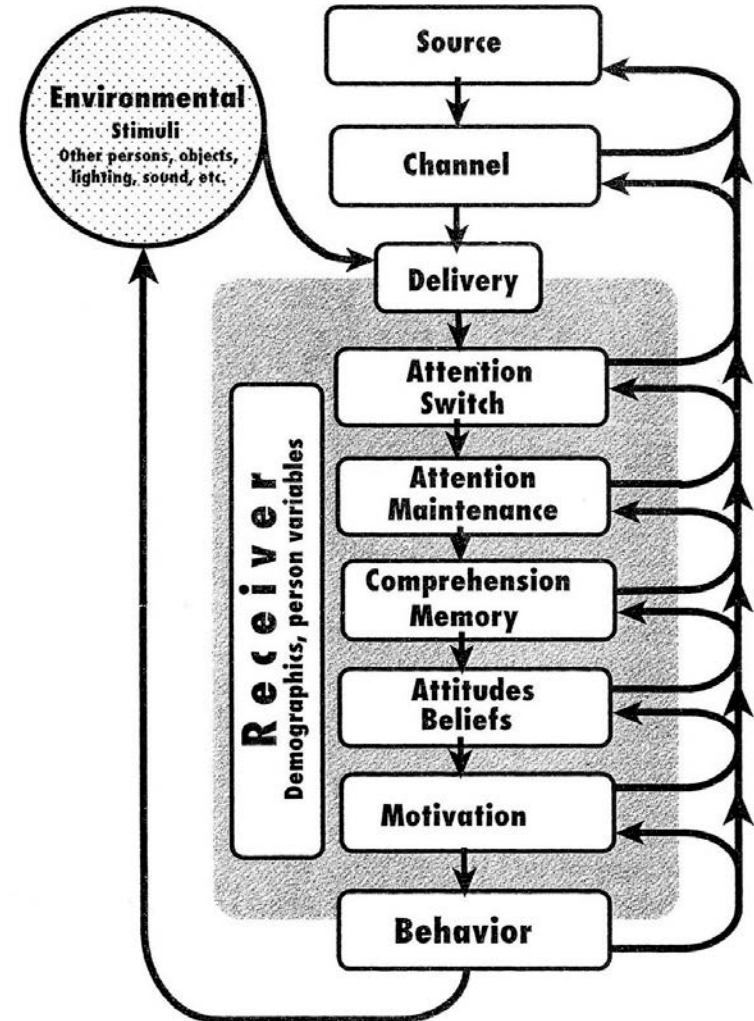 Source
Environmental
Stimuli
Other persons, objects,
lighting, sound, etc.
Channel
Delivery
Attention
Switch
Receiver
Demographics, person variables
Attention
Maintenance
Comprehension
Memory
Attitudes
Beliefs
Motivation
Behavior